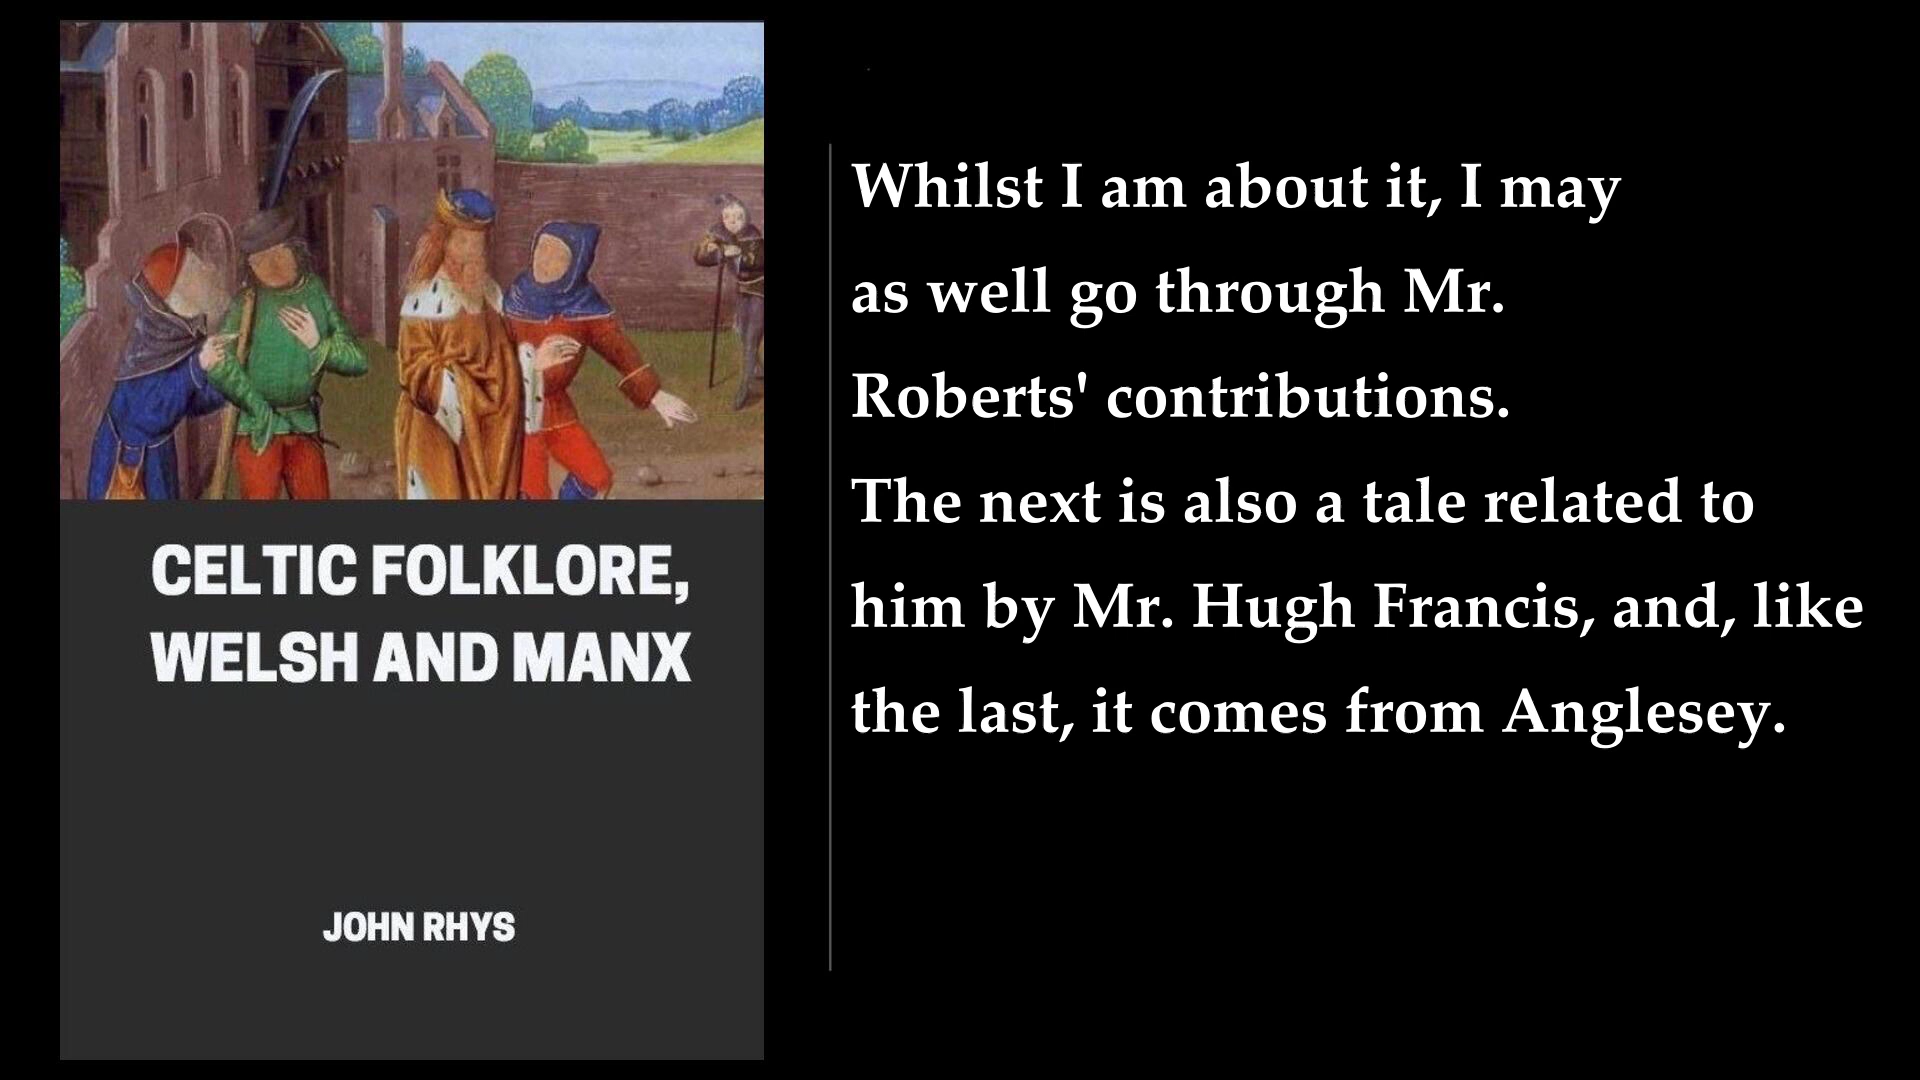 CELTIC FOLKLORE,
WELSH AND MANX
JOHN RHYS
Whilst I am about it, I may
as well go through Mr.
Roberts' contributions.
The next is also a tale related to
him by Mr. Hugh Francis, and, like
the last, it comes from Anglesey.